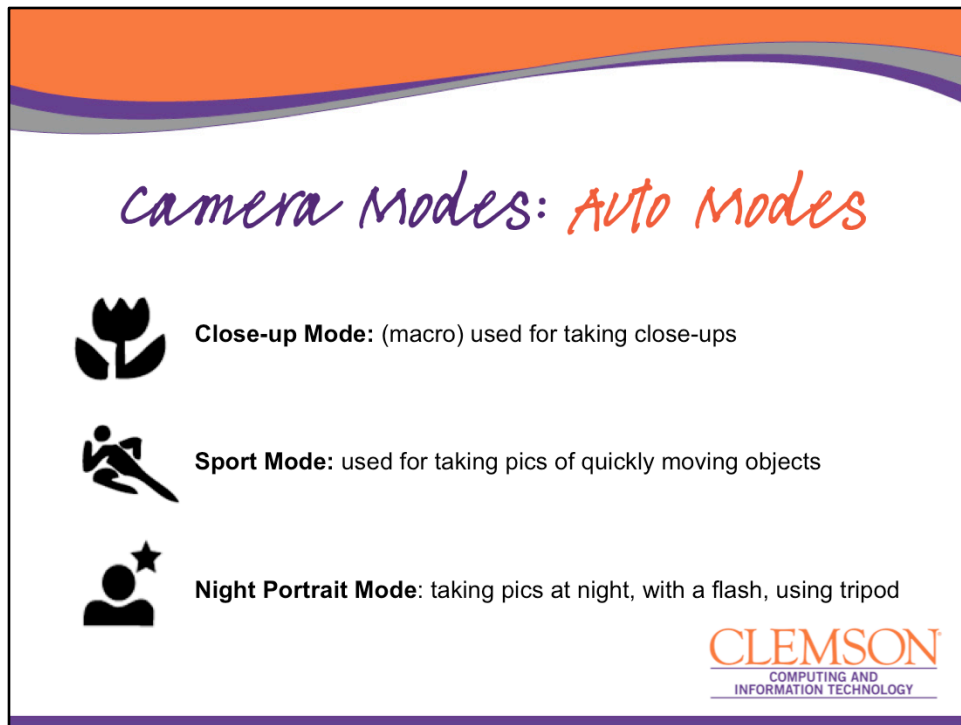 Camera Modes: Auto Modes
Close-up Mode: (macro) used for taking close-ups
Sport Mode: used for taking pics of quickly moving objects
Night Portrait Mode: taking pics at night, with a flash, using tripod
CLEMSON®
COMPUTING AND
INFORMATION TECHNOLOGY